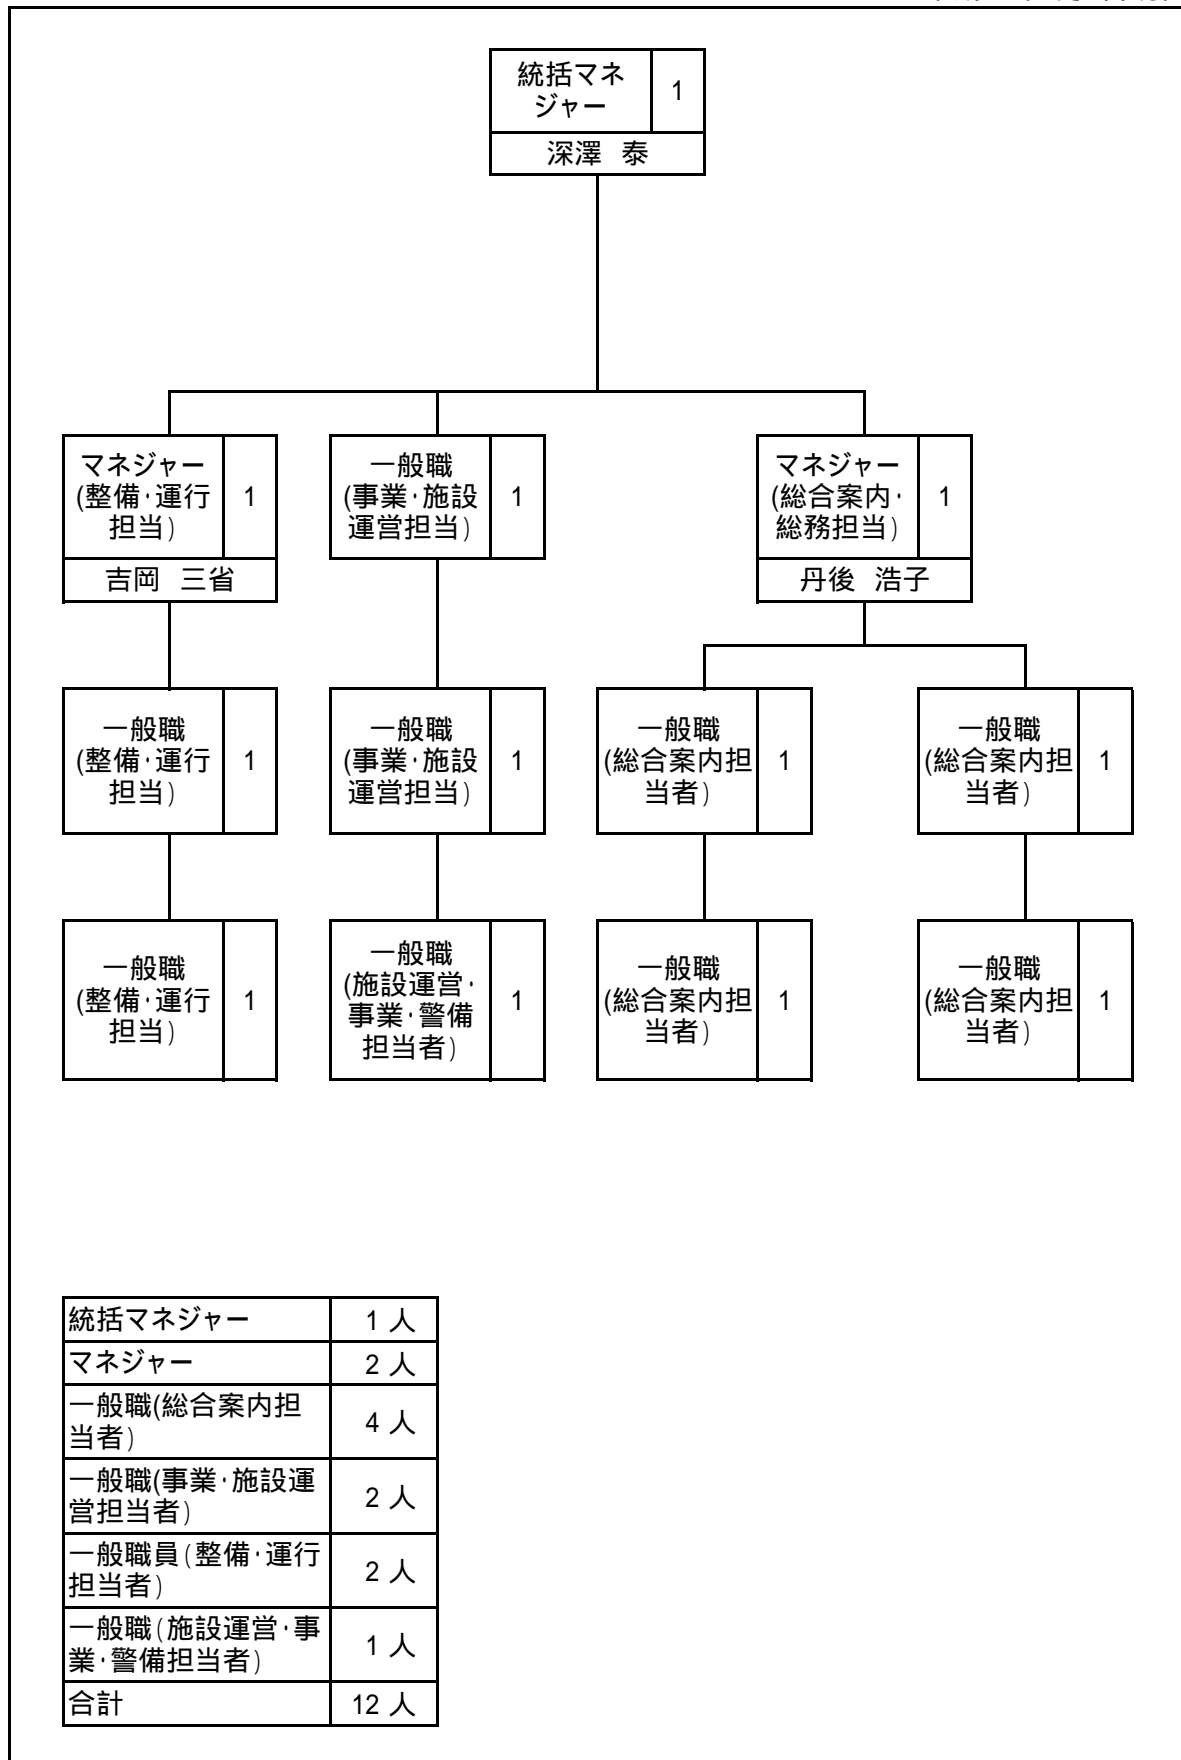 統括マネ
ジャー
1
深澤 泰
マネジャー
(整備・運行
担当)
1
吉岡 三省
一般職
(事業・施設
運営担当)
1
マネジャー
(総合案内・
総務担当)
1
丹後 浩子
一般職
(整備・運行
担当)
1
一般職
(事業・施設
運営担当)
1
一般職
(総合案内担
当者)
1
一般職
(総合案内担
当者)
1
一般職
(整備・運行
担当)
1
一般職
(施設運営・
事業・警備
担当者)
1
一般職
(総合案内担
当者)
1
一般職
(総合案内担
当者)
1
統括マネジャー 1 人
マネジャー 2 人
一般職(総合案内担
当者) 4 人
一般職(事業・施設運
営担当者) 2 人
一般職員(整備・運行
担当者) 2 人
一般職(施設運営・事
業・警備担当者) 1 人
合計 12 人